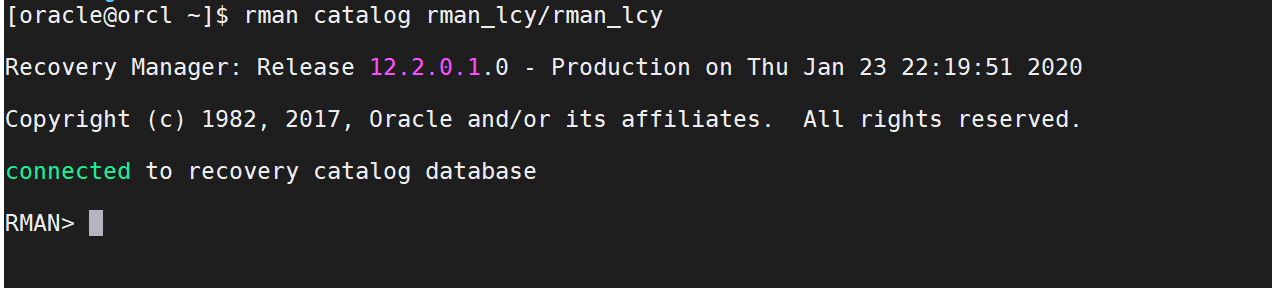 [oracle@orcl ~]$ rman catalog rman_lcy/rman_lcy
Recovery Manager: Release 12.2.0.1.0 - Production on Thu Jan 23 22:19:51 2020
Copyright (c) 1982, 2017, Oracle and/or its affiliates.  All rights reserved.
connected to recovery catalog database
RMAN>